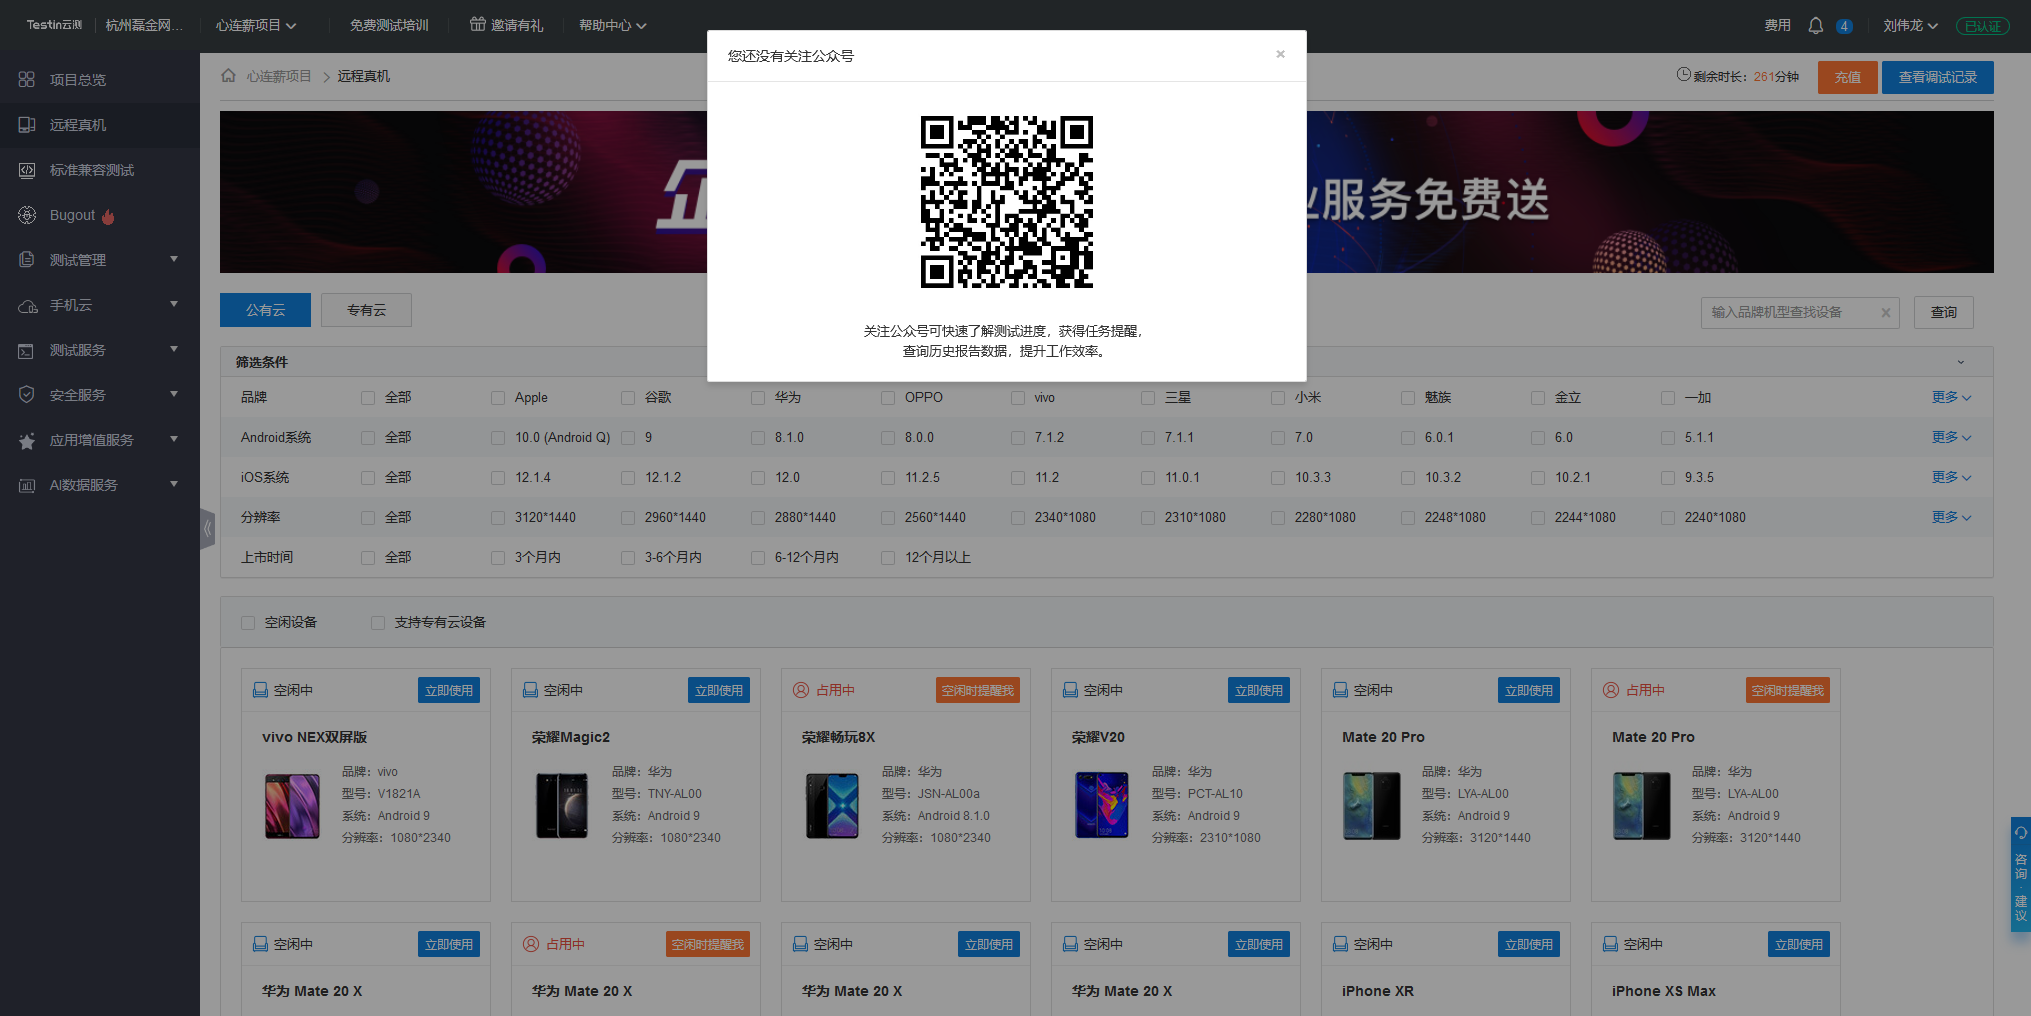 Testin云测 杭州磊金网... 心连薪项目 免费测试培训 邀请有礼 帮助中心 费用 4 刘伟龙 已认证
项目总览
远程真机
标准兼容测试
Bugout
测试管理
手机云
测试服务
安全服务
应用增值服务
AI数据服务
心连薪项目 远程真机 剩余时长：261分钟 充值 查看调试记录
您还没有关注公众号 ×
关注公众号可快速了解测试进度，获得任务提醒，
查询历史报告数据，提升工作效率。
企 业服务免费送
公有云 专有云 输入品牌机型查找设备 × 查询
筛选条件
品牌 全部 Apple 谷歌 华为 OPPO vivo 三星 小米 魅族 金立 一加 更多
Android系统 全部 10.0 (Android Q) 9 8.1.0 8.0.0 7.1.2 7.1.1 7.0 6.0.1 6.0 5.1.1 更多
iOS系统 全部 12.1.4 12.1.2 12.0 11.2.5 11.2 11.0.1 10.3.3 10.3.2 10.2.1 9.3.5 更多
分辨率 全部 3120*1440 2960*1440 2880*1440 2560*1440 2340*1080 2310*1080 2280*1080 2248*1080 2244*1080 2240*1080 更多
上市时间 全部 3个月内 3-6个月内 6-12个月内 12个月以上
空闲设备 支持专有云设备
空闲中 立即使用 空闲中 立即使用 占用中 空闲时提醒我 空闲中 立即使用 空闲中 立即使用 占用中 空闲时提醒我
vivo NEX双屏版 荣耀Magic2 荣耀畅玩8X 荣耀V20 Mate 20 Pro Mate 20 Pro
品牌：vivo 品牌：华为 品牌：华为 品牌：华为 品牌：华为 品牌：华为
型号：V1821A 型号：TNY-AL00 型号：JSN-AL00a 型号：PCT-AL10 型号：LYA-AL00 型号：LYA-AL00
系统：Android 9 系统：Android 9 系统：Android 8.1.0 系统：Android 9 系统：Android 9 系统：Android 9
分辨率：1080*2340 分辨率：1080*2340 分辨率：1080*2340 分辨率：2310*1080 分辨率：3120*1440 分辨率：3120*1440
空闲中 立即使用 占用中 空闲时提醒我 空闲中 立即使用 空闲中 立即使用 空闲中 立即使用 空闲中 立即使用
华为 Mate 20 X 华为 Mate 20 X 华为 Mate 20 X 华为 Mate 20 X iPhone XR iPhone XS Max
咨询·建议